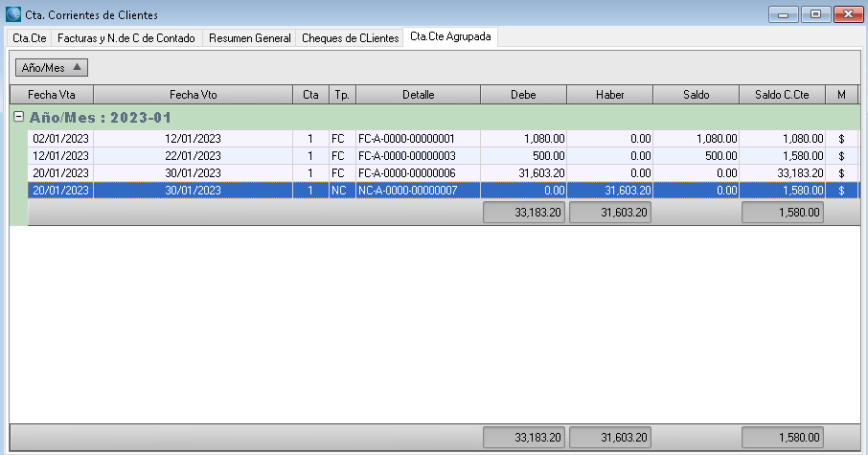 Cta. Corrientes de Clientes
Cta.Cte Facturas y N.de C de Contado Resumen General Cheques de CLientes Cta.Cte Agrupada
Año/Mes
Fecha Vta Fecha Vto Cta Tp. Detalle Debe Haber Saldo Saldo C.Cte M
Año/Mes : 2023-01
02/01/2023 12/01/2023 1 FC FC-A-0000-00000001 1,080.00 0.00 1,080.00 1,080.00 $
12/01/2023 22/01/2023 1 FC FC-A-0000-00000003 500.00 0.00 500.00 1,580.00 $
20/01/2023 30/01/2023 1 FC FC-A-0000-00000006 31,603.20 0.00 0.00 33,183.20 $
20/01/2023 30/01/2023 1 NC NC-A-0000-00000007 0.00 31,603.20 0.00 1,580.00 $
33,183.20 31,603.20 1,580.00
33,183.20 31,603.20 1,580.00